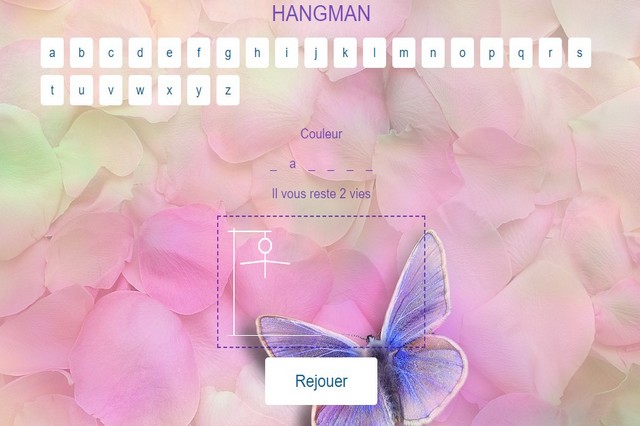 HANGMAN
a b c d e f g h i j k l m n o p q r s
t u v w x y z
Couleur
_ a _ _ _ _
Il vous reste 2 vies
Rejouer